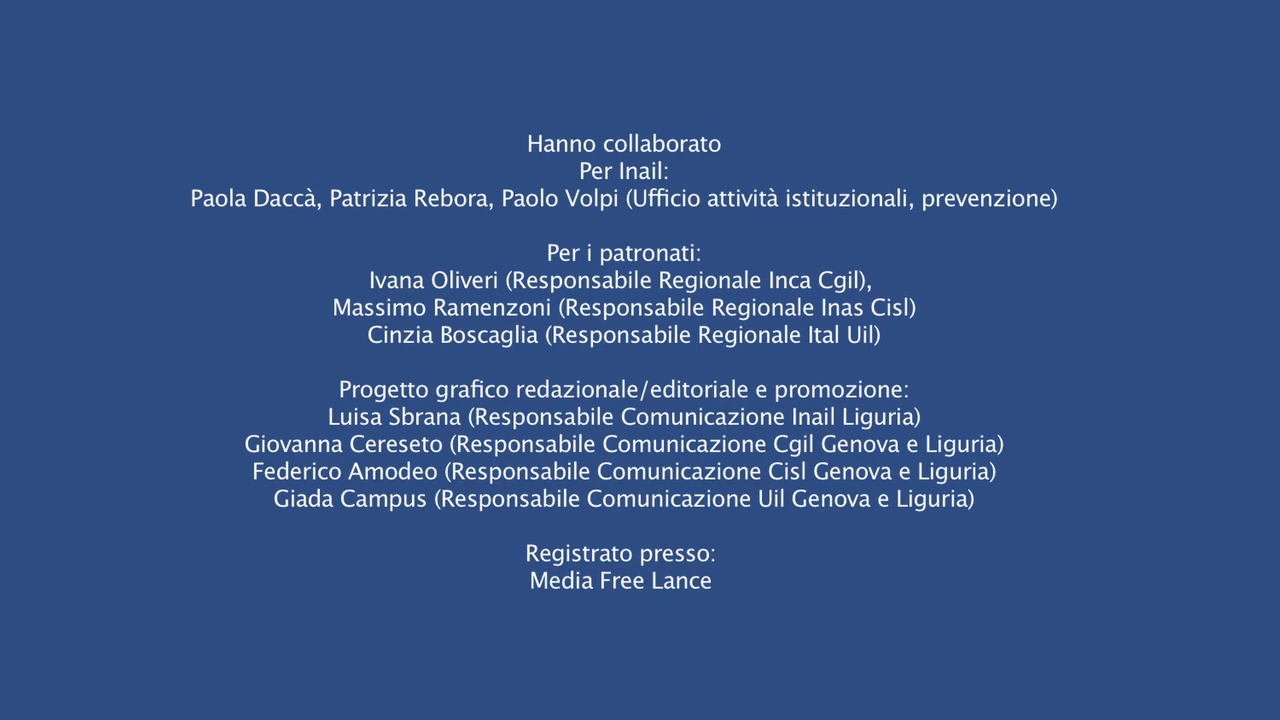 Hanno collaborato
Per Inail:
Paola Daccà, Patrizia Rebora, Paolo Volpi (Ufficio attività istituzionali, prevenzione)
Per i patronati:
Ivana Oliveri (Responsabile Regionale Inca Cgil),
Massimo Ramenzoni (Responsabile Regionale Inas Cisl)
Cinzia Boscaglia (Responsabile Regionale Ital Uil)
Progetto grafico redazionale/editoriale e promozione:
Luisa Sbrana (Responsabile Comunicazione Inail Liguria)
Giovanna Cereseto (Responsabile Comunicazione Cgil Genova e Liguria)
Federico Amodeo (Responsabile Comunicazione Cisl Genova e Liguria)
Giada Campus (Responsabile Comunicazione Uil Genova e Liguria)
Registrato presso:
Media Free Lance